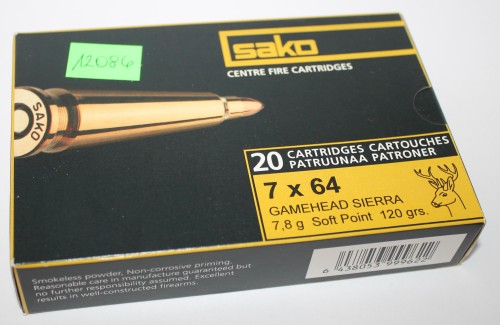 12086
sako
CENTRE FIRE CARTRIDGES
SAKO
20 CARTRIDGES CARTOUCHES
PATRUUNAA PATRONER
7 x 64
GAMEHEAD SIERRA
7,8 g Soft Point 120 grs.
Smokeless powder, Non-corrosive priming.
Reasonable care in manufacture guaranteed but
no further responsibility assumed. Excellent
results in well-constructed firearms.